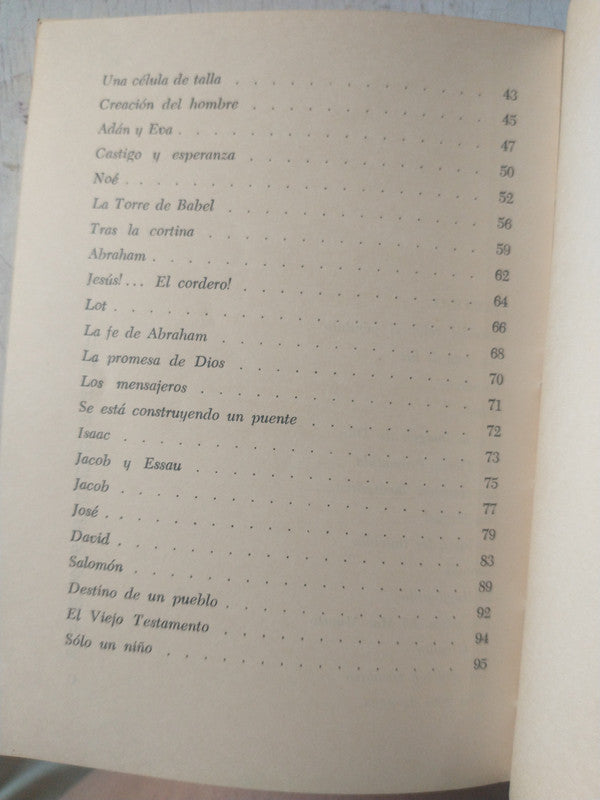 Una célula de talla . . . . . . . . . . . 43
Creación del hombre . . . . . . . . . . . 45
Adán y Eva . . . . . . . . . . . . . 47
Castigo y esperanza . . . . . . . . . . . 50
Noé . . . . . . . . . . . . . . . 52
La Torre de Babel . . . . . . . . . . . 56
Tras la cortina . . . . . . . . . . . . 59
Abraham . . . . . . . . . . . . . . 62
Jesús!... El cordero! . . . . . . . . . . . 64
Lot . . . . . . . . . . . . . . . 66
La fe de Abraham . . . . . . . . . . . 68
La promesa de Dios . . . . . . . . . . . 70
Los mensajeros . . . . . . . . . . . . 71
Se está construyendo un puente . . . . . . . . 72
Isaac . . . . . . . . . . . . . . . 73
Jacob y Essau . . . . . . . . . . . . 75
Jacob . . . . . . . . . . . . . . . 77
José . . . . . . . . . . . . . . . 79
David . . . . . . . . . . . . . . . 83
Salomón . . . . . . . . . . . . . . 89
Destino de un pueblo . . . . . . . . . . . 92
El Viejo Testamento . . . . . . . . . . . 94
Sólo un niño . . . . . . . . . . . . . 95